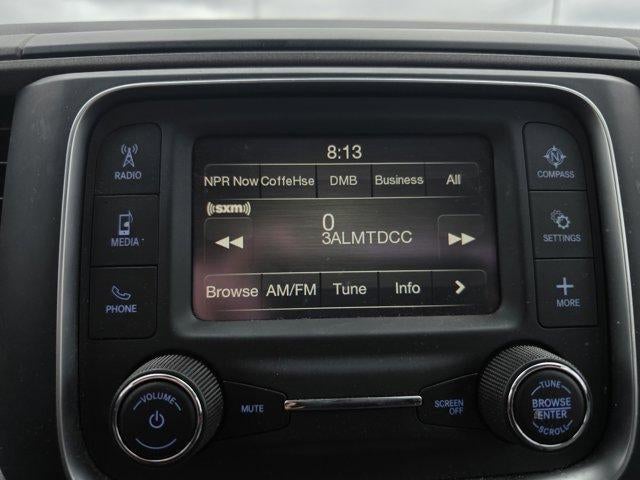 8:13
NPR Now CoffeHse DMB Business All
((sxm))
0
3ALMTDCC
Browse AM/FM Tune Info >
RADIO
MEDIA
PHONE
N
COMPASS
SETTINGS
MORE
VOLUME
MUTE
SCREEN OFF
TUNE
BROWSE
ENTER
SCROLL